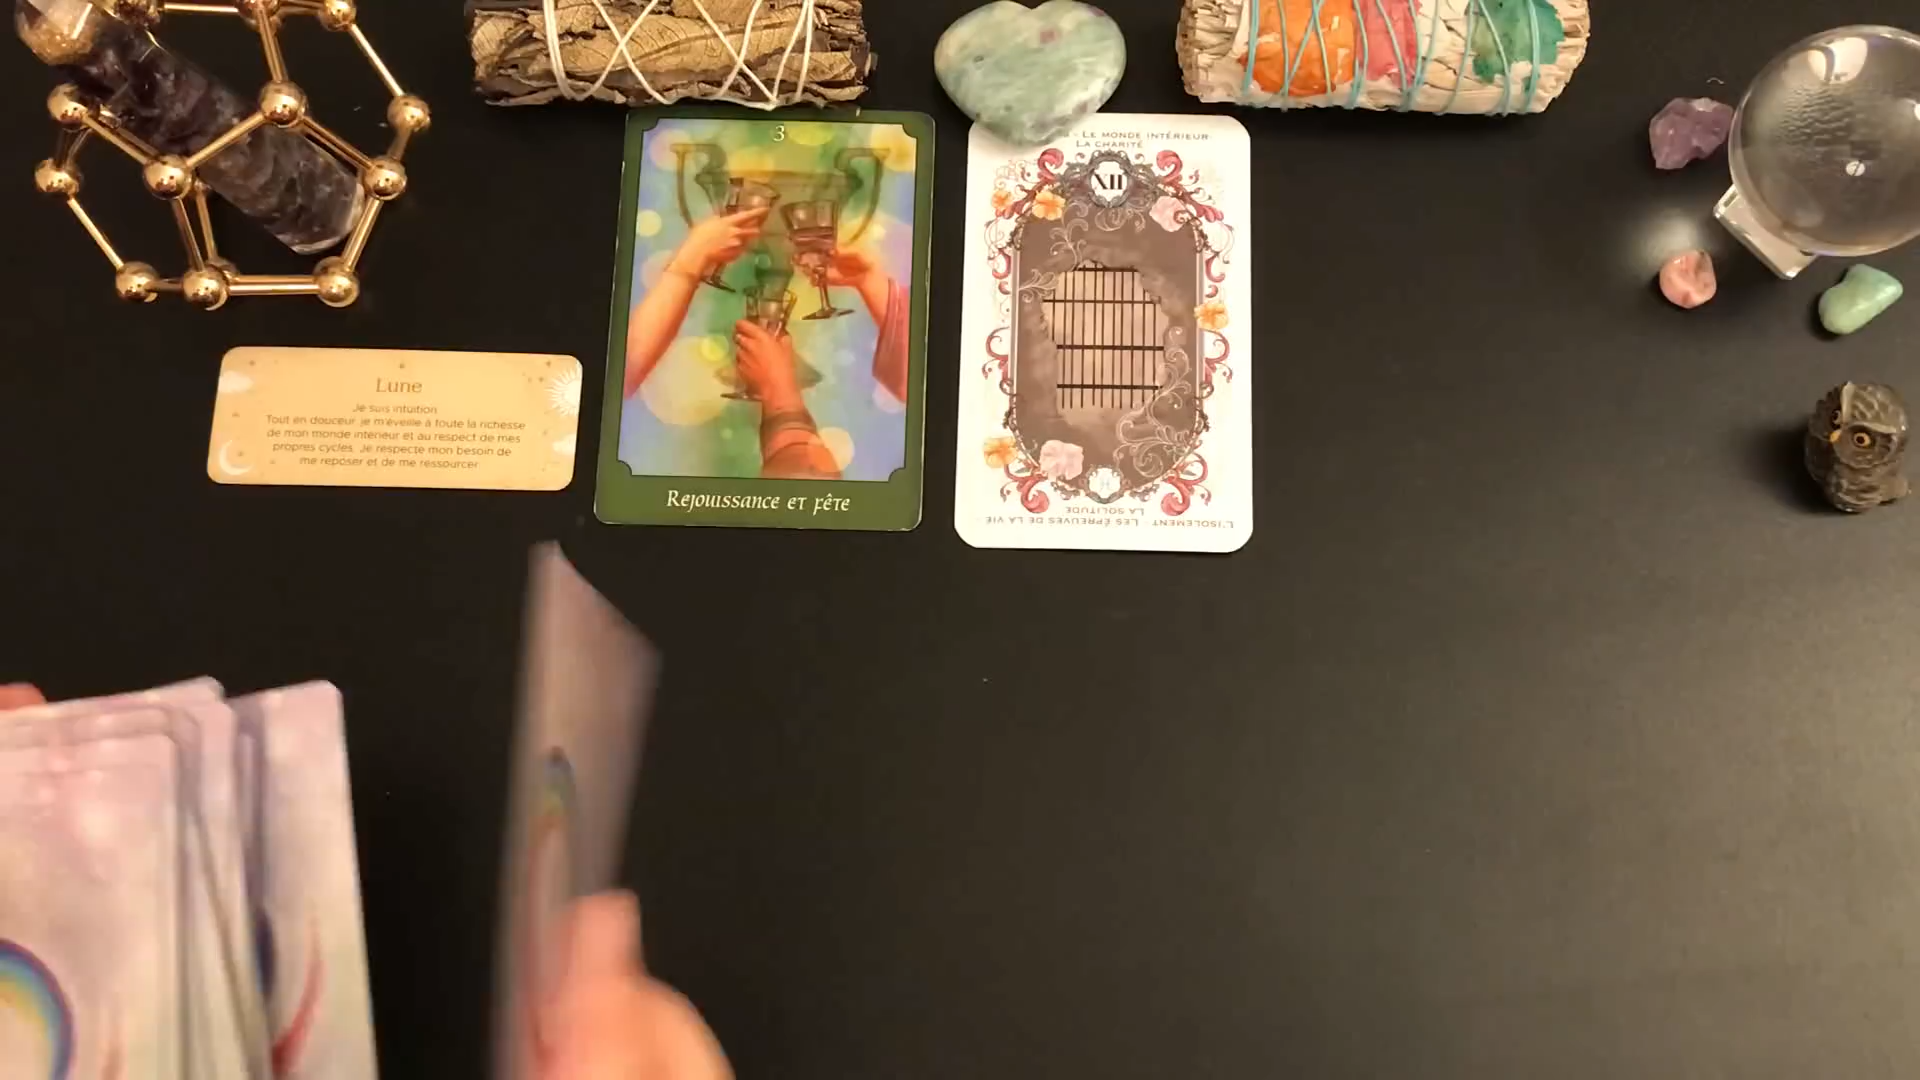 Lune
Je suis intuition
Tout en douceur je m'éveille à toute la richesse
de mon monde intérieur et au respect de mes
propres cycles. Je respecte mon besoin de
me reposer et de me ressourcer
3
Rejouissance et fête
- Le monde intérieur
La charité
XII
La solitude
L'isolement - Les épreuves de la vie